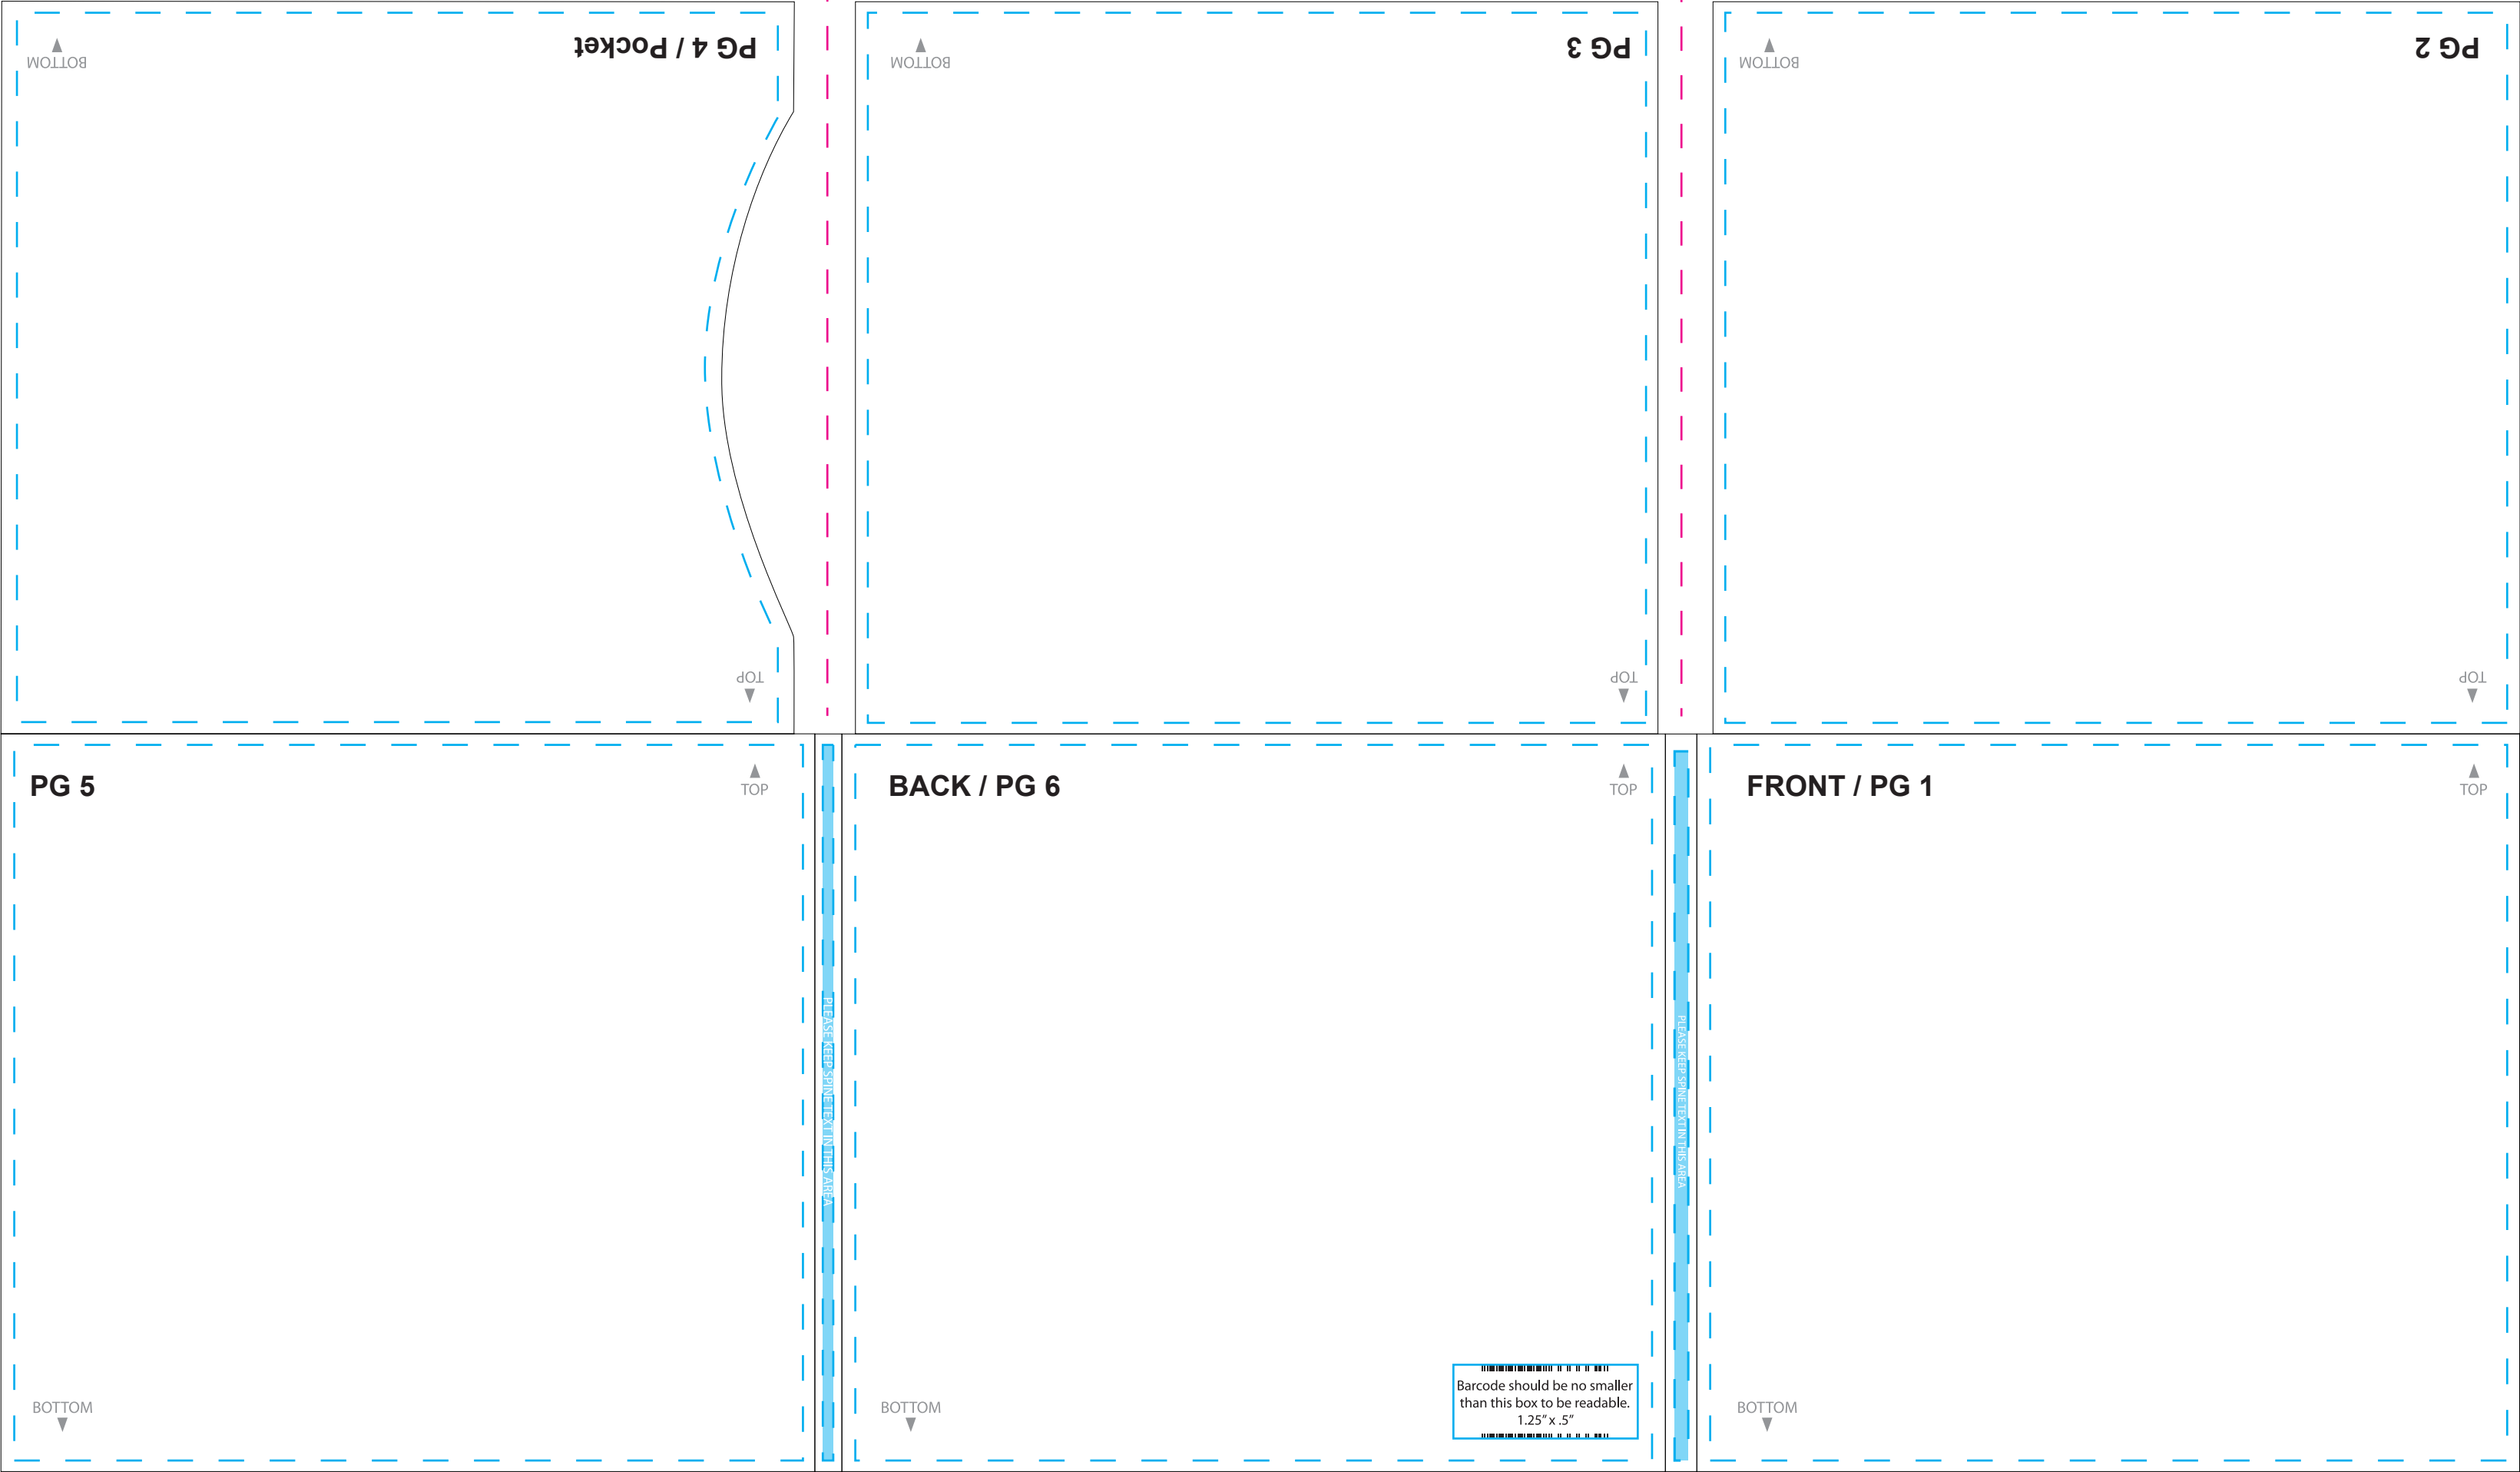 PG 4 / Pocket
BOTTOM
TOP
PG 3
BOTTOM
TOP
PG 2
BOTTOM
TOP
PG 5
TOP
BOTTOM
PLEASE KEEP SPINE TEXT IN THIS AREA
BACK / PG 6
TOP
BOTTOM
Barcode should be no smaller
than this box to be readable.
1.25” x .5”
PLEASE KEEP SPINE TEXT IN THIS AREA
FRONT / PG 1
TOP
BOTTOM